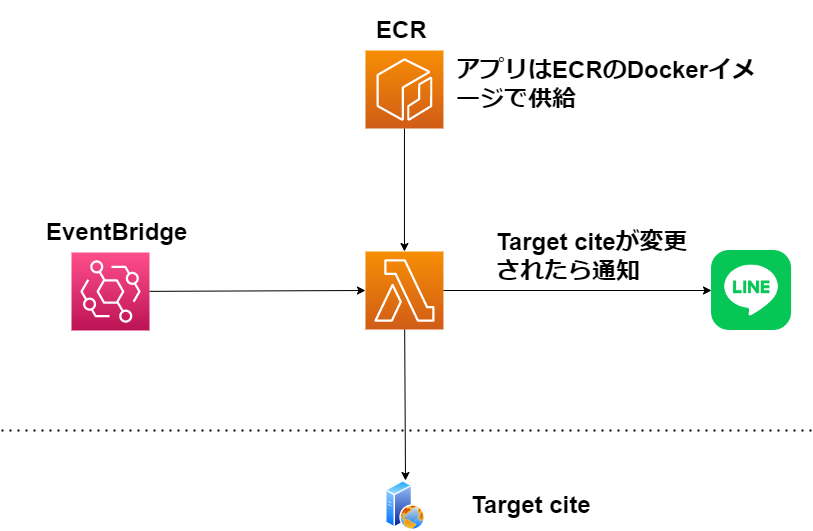 ECR
アプリはECRのDockerイメ
ージで供給
EventBridge
Target citeが変更
されたら通知
LINE
Target cite